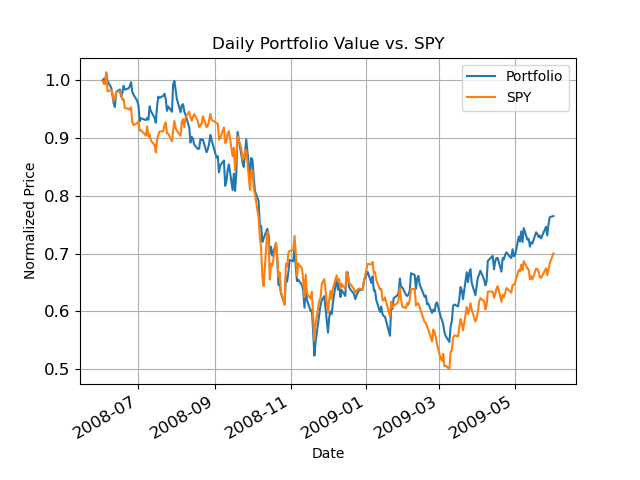 Daily Portfolio Value vs. SPY
Portfolio
SPY
Normalized Price
1.0
0.9
0.8
0.7
0.6
0.5
2008-07
2008-09
2008-11
2009-01
2009-03
2009-05
Date